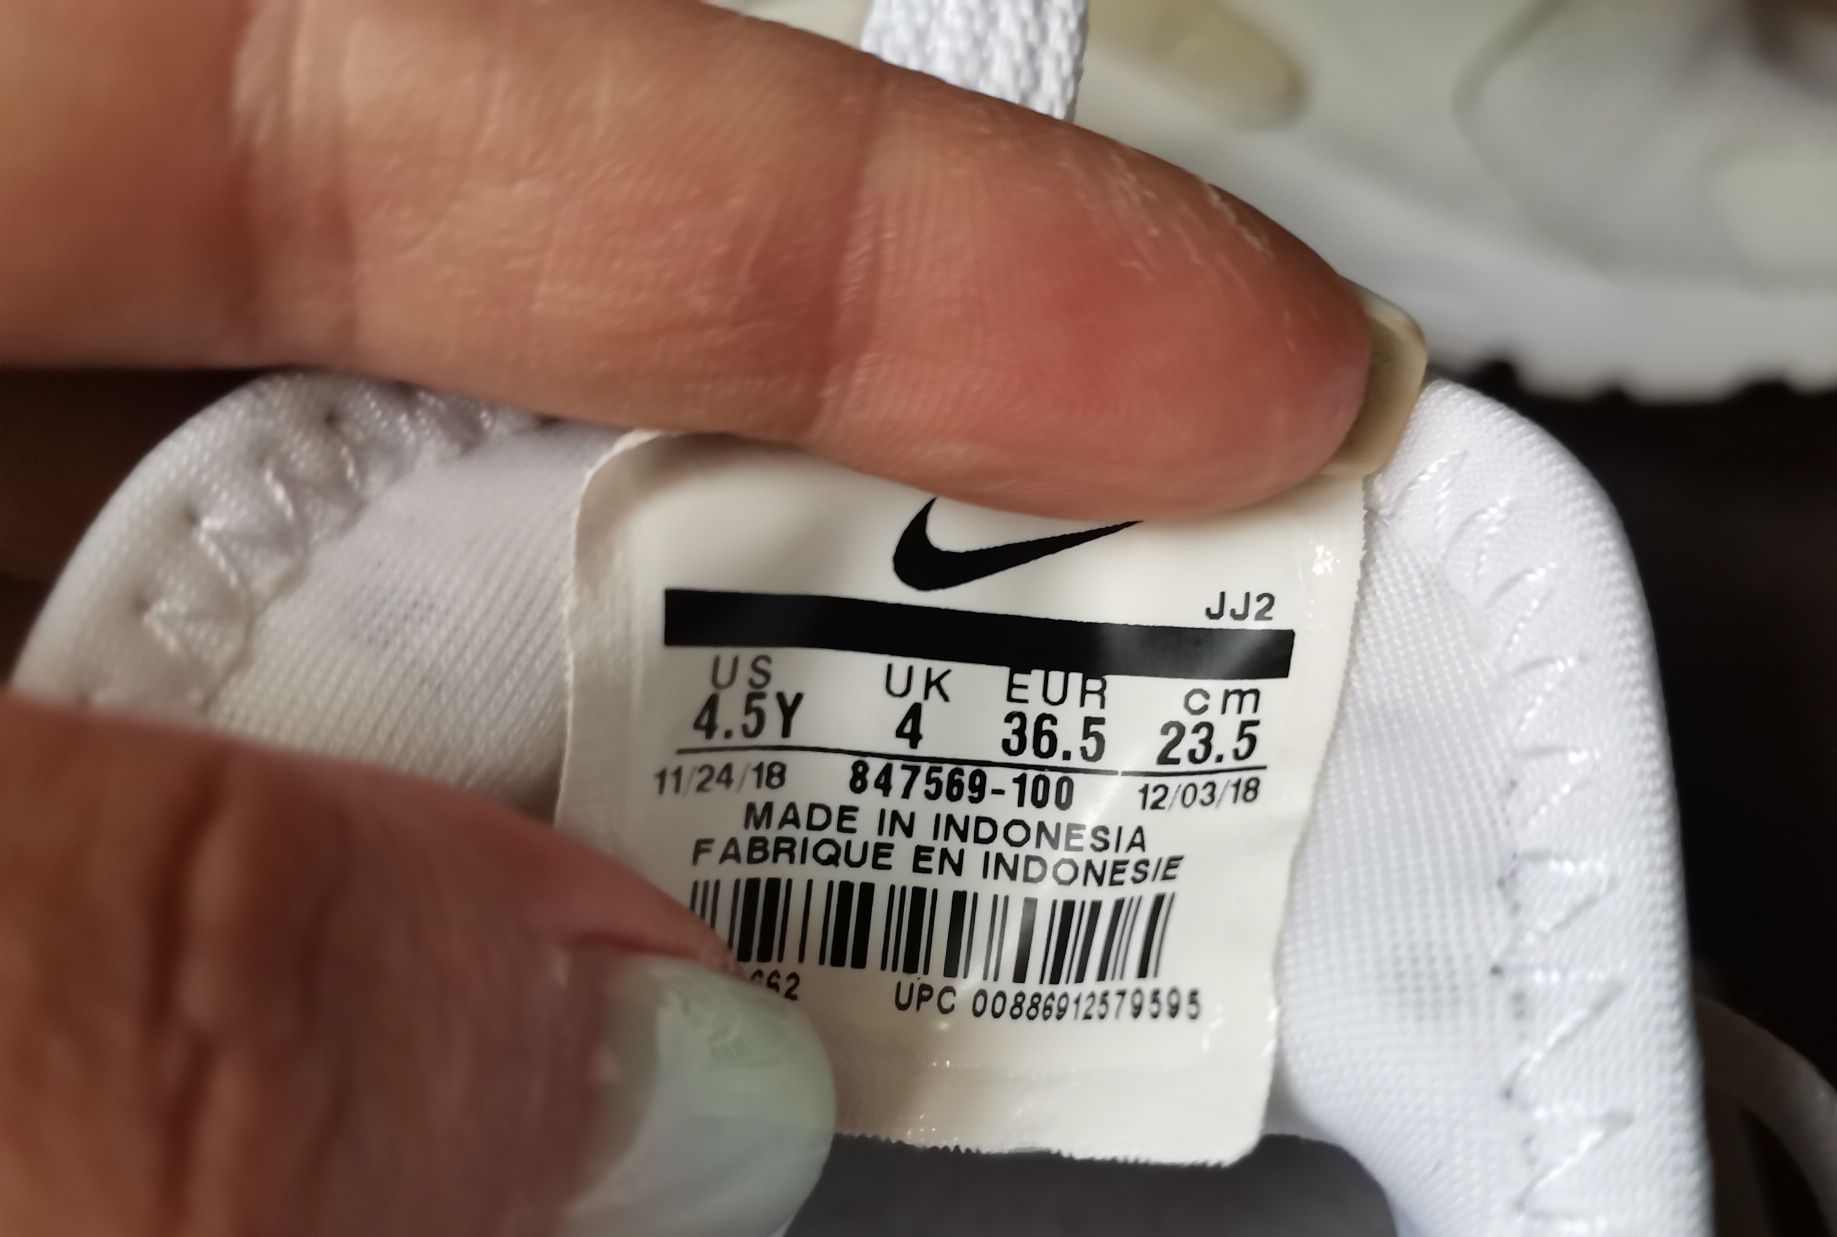 JJ2
US UK EUR cm
4.5Y 4 36.5 23.5
11/24/18 847569-100 12/03/18
MADE IN INDONESIA
FABRIQUE EN INDONESIE
UPC 00886912579595